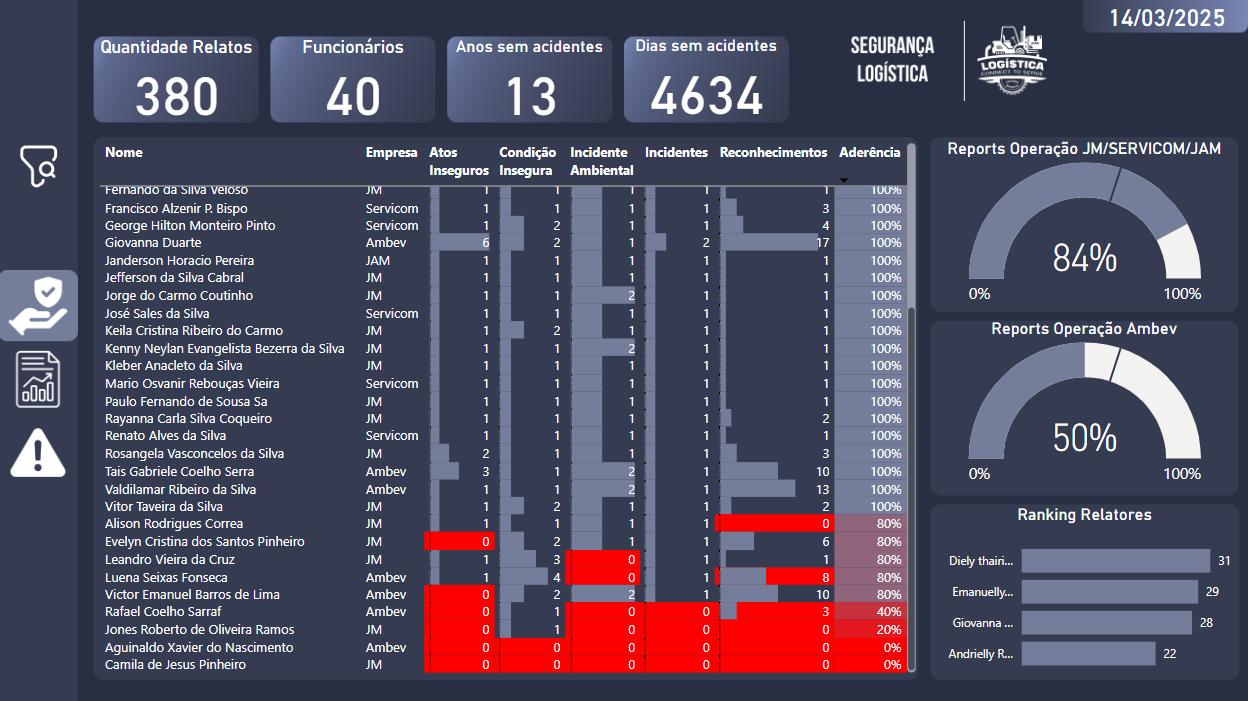 14/03/2025
Quantidade Relatos
380
Funcionários
40
Anos sem acidentes
13
Dias sem acidentes
4634
SEGURANÇA
LOGÍSTICA
LOGÍSTICA
CONNECT TO SERVE
Nome Empresa Atos Inseguros Condição Insegura Incidente Ambiental Incidentes Reconhecimentos Aderência
Fernando da Silva Veloso JM 1 1 1 1 1 100%
Francisco Alzenir P. Bispo Servicom 1 1 1 1 3 100%
George Hilton Monteiro Pinto Servicom 1 2 1 1 4 100%
Giovanna Duarte Ambev 6 2 1 2 17 100%
Janderson Horacio Pereira JAM 1 1 1 1 1 100%
Jefferson da Silva Cabral JM 1 1 1 1 1 100%
Jorge do Carmo Coutinho JM 1 1 2 1 1 100%
José Sales da Silva Servicom 1 1 1 1 1 100%
Keila Cristina Ribeiro do Carmo JM 1 2 1 1 1 100%
Kenny Neylan Evangelista Bezerra da Silva JM 1 1 2 1 1 100%
Kleber Anacleto da Silva JM 1 1 1 1 1 100%
Mario Osvanir Rebouças Vieira Servicom 1 1 1 1 1 100%
Paulo Fernando de Sousa Sa JM 1 1 1 1 1 100%
Rayanna Carla Silva Coqueiro JM 1 1 1 1 2 100%
Renato Alves da Silva Servicom 1 1 1 1 1 100%
Rosangela Vasconcelos da Silva JM 2 1 1 1 3 100%
Tais Gabriele Coelho Serra Ambev 3 1 2 1 10 100%
Valdilamar Ribeiro da Silva Ambev 1 1 2 1 13 100%
Vitor Taveira da Silva JM 1 2 1 1 2 100%
Alison Rodrigues Correa JM 1 1 1 1 0 80%
Evelyn Cristina dos Santos Pinheiro JM 0 2 1 1 6 80%
Leandro Vieira da Cruz JM 1 3 0 1 1 80%
Luena Seixas Fonseca Ambev 1 4 0 1 8 80%
Victor Emanuel Barros de Lima Ambev 0 2 2 1 10 80%
Rafael Coelho Sarraf Ambev 0 1 0 0 3 40%
Jones Roberto de Oliveira Ramos JM 0 1 0 0 0 20%
Aguinaldo Xavier do Nascimento Ambev 0 0 0 0 0 0%
Camila de Jesus Pinheiro JM 0 0 0 0 0 0%
Reports Operação JM/SERVICOM/JAM
84%
0% 100%
Reports Operação Ambev
50%
0% 100%
Ranking Relatores
Diely thairi... 31
Emanuelly... 29
Giovanna ... 28
Andrielly R... 22